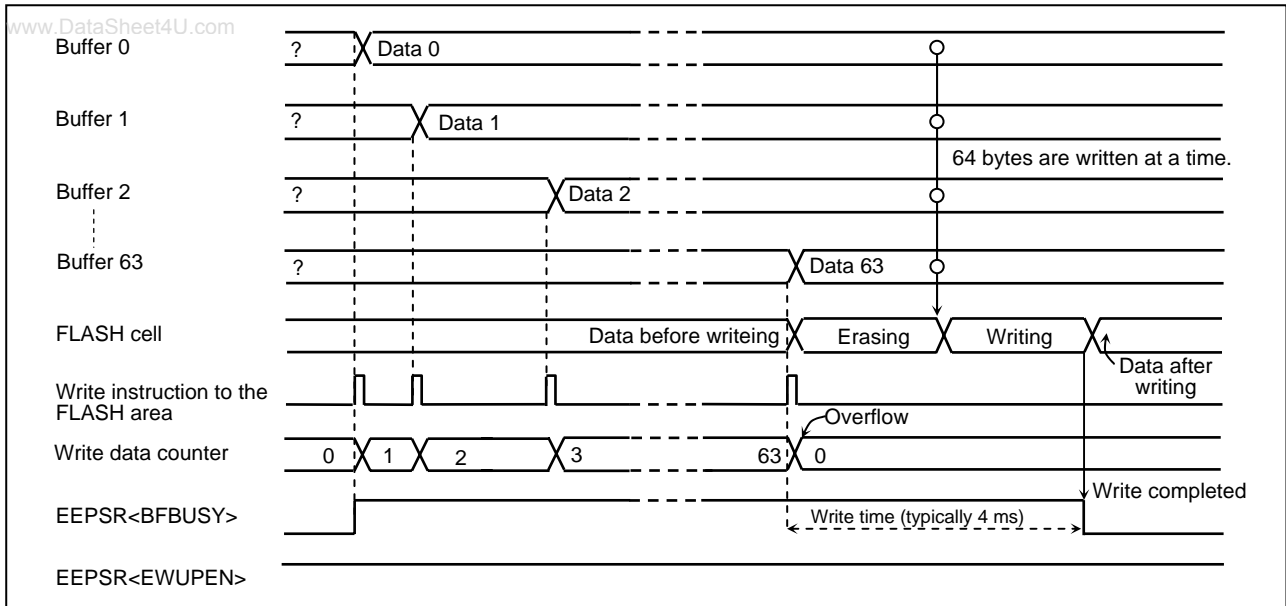 www.DataSheet4U.com
Buffer 0 ? Data 0
Buffer 1 ? Data 1
64 bytes are written at a time.
Buffer 2 ? Data 2
Buffer 63 ? Data 63
FLASH cell Data before writeing Erasing Writing
Data after
writing
Write instruction to the
FLASH area
Overflow
Write data counter 0 1 2 3 63 0
Write completed
EEPSR<BFBUSY> Write time (typically 4 ms)
EEPSR<EWUPEN>